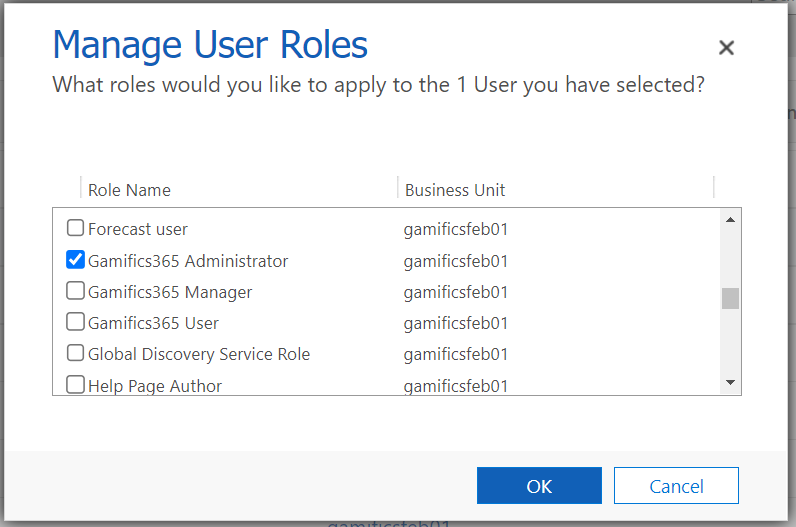 Manage User Roles
What roles would you like to apply to the 1 User you have selected?
Role Name Business Unit
Forecast user gamificsfeb01
Gamifics365 Administrator gamificsfeb01
Gamifics365 Manager gamificsfeb01
Gamifics365 User gamificsfeb01
Global Discovery Service Role gamificsfeb01
Help Page Author gamificsfeb01
OK Cancel
gamificsfeb01